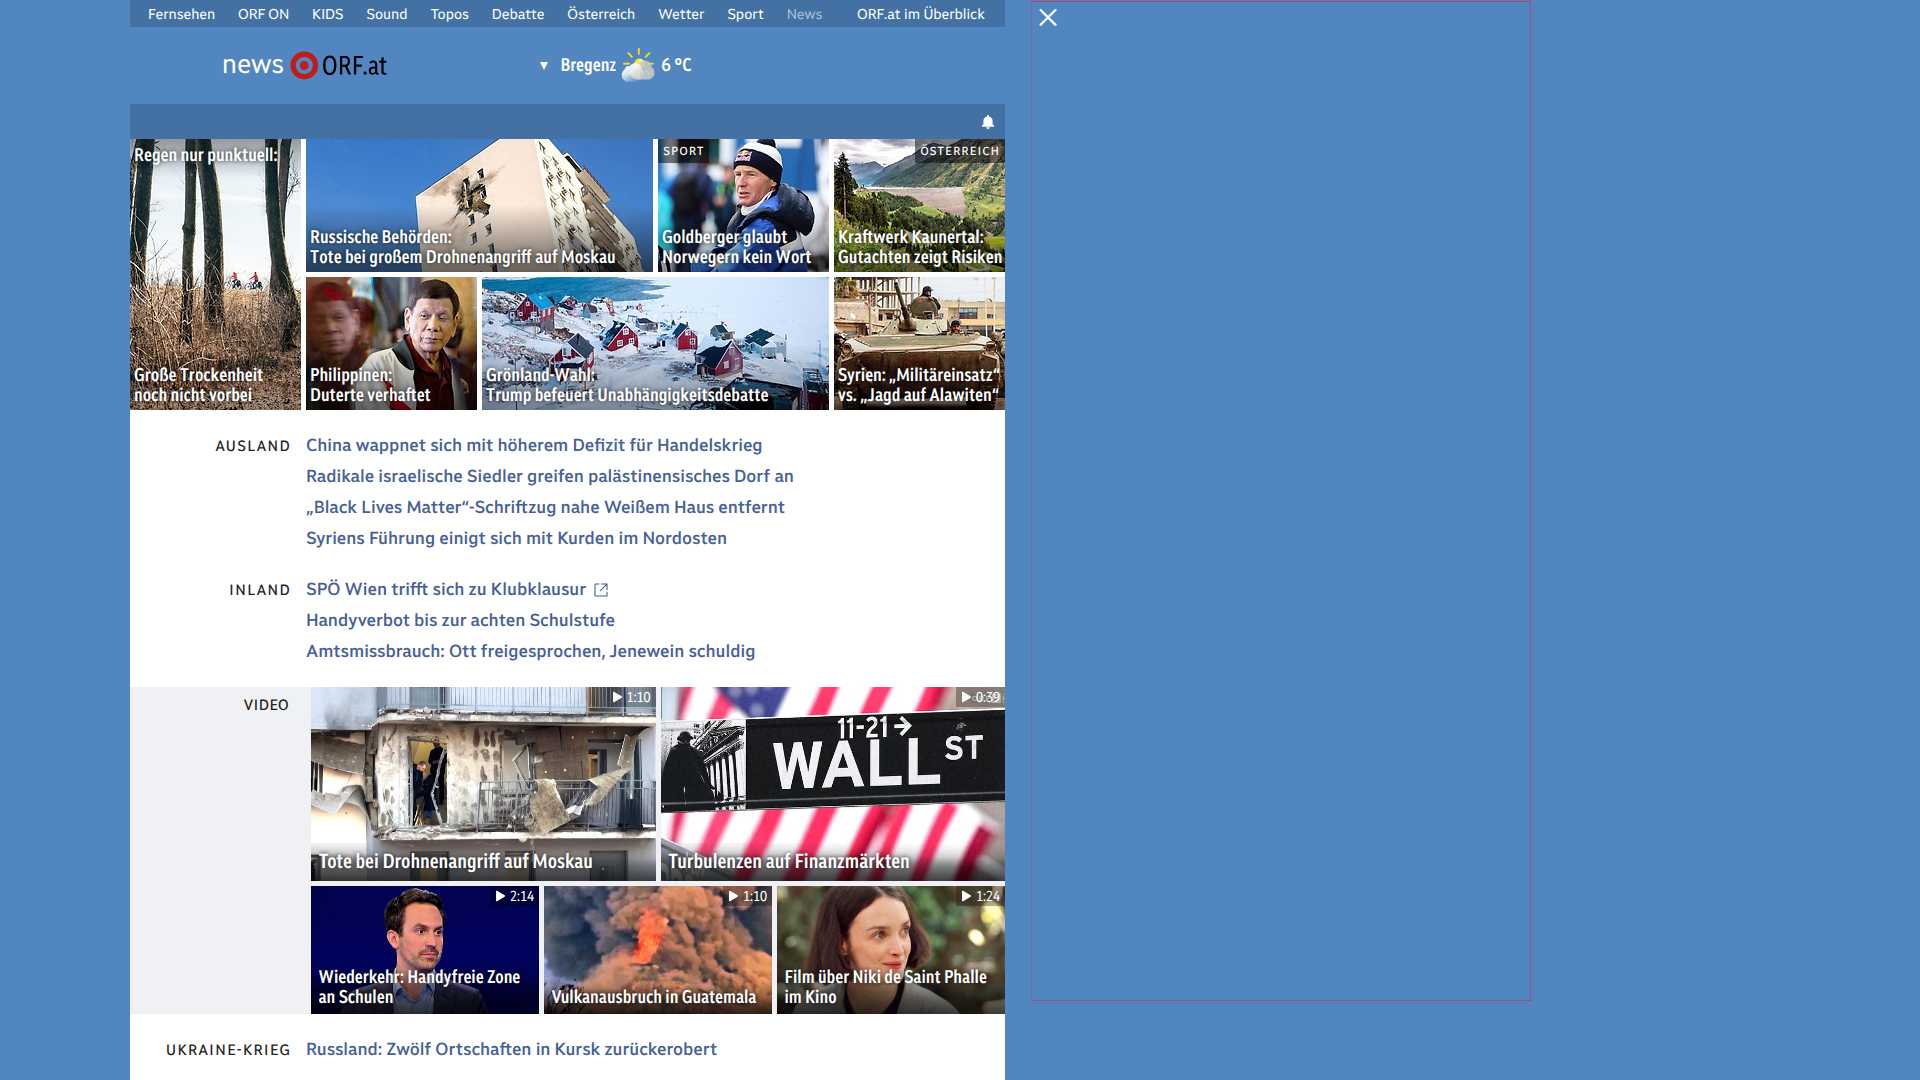 Fernsehen ORF ON KIDS Sound Topos Debatte Österreich Wetter Sport News ORF.at im Überblick
news ORF.at
▼ Bregenz 6 °C
Regen nur punktuell:
Große Trockenheit
noch nicht vorbei
Russische Behörden:
Tote bei großem Drohnenangriff auf Moskau
SPORT
Goldberger glaubt
Norwegern kein Wort
ÖSTERREICH
Kraftwerk Kaunertal:
Gutachten zeigt Risiken
Philippinen:
Duterte verhaftet
Grönland-Wahl:
Trump befeuert Unabhängigkeitsdebatte
Syrien: „Militäreinsatz“
vs. „Jagd auf Alawiten“
AUSLAND
China wappnet sich mit höherem Defizit für Handelskrieg
Radikale israelische Siedler greifen palästinensisches Dorf an
„Black Lives Matter“-Schriftzug nahe Weißem Haus entfernt
Syriens Führung einigt sich mit Kurden im Nordosten
INLAND
SPÖ Wien trifft sich zu Klubklausur
Handyverbot bis zur achten Schulstufe
Amtsmissbrauch: Ott freigesprochen, Jenewein schuldig
VIDEO
1:10
Tote bei Drohnenangriff auf Moskau
0:39
11-21
WALL ST
Turbulenzen auf Finanzmärkten
2:14
Wiederkehr: Handyfreie Zone
an Schulen
1:10
Vulkanausbruch in Guatemala
1:24
Film über Niki de Saint Phalle
im Kino
UKRAINE-KRIEG
Russland: Zwölf Ortschaften in Kursk zurückerobert